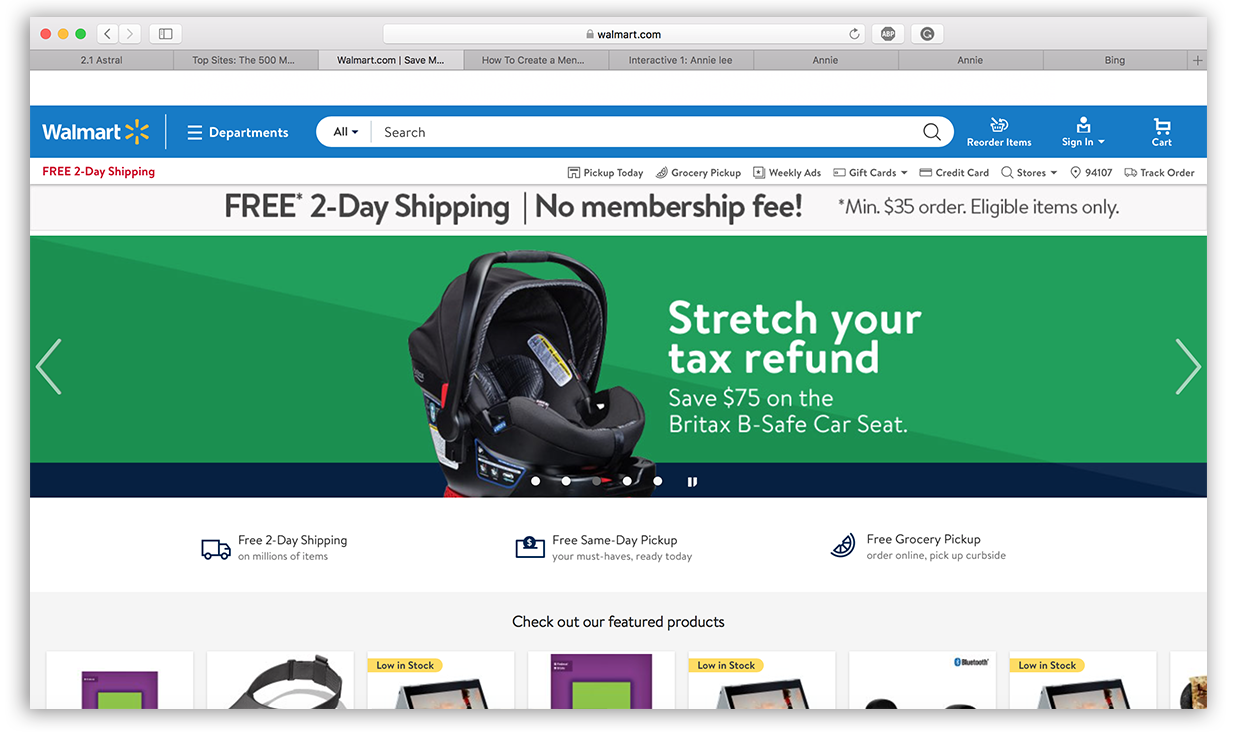 walmart.com
ABP
2.1 Astral
Top Sites: The 500 M...
Walmart.com | Save M...
How To Create a Men...
Interactive 1: Annie lee
Annie
Annie
Bing
Walmart
Departments
All
Search
Reorder Items
Sign In
Cart
FREE 2-Day Shipping
Pickup Today
Grocery Pickup
Weekly Ads
Gift Cards
Credit Card
Stores
94107
Track Order
FREE* 2-Day Shipping | No membership fee! *Min. $35 order. Eligible items only.
Stretch your
tax refund
Save $75 on the
Britax B-Safe Car Seat.
Free 2-Day Shipping
on millions of items
Free Same-Day Pickup
your must-haves, ready today
Free Grocery Pickup
order online, pick up curbside
Check out our featured products
Low in Stock
Low in Stock
Bluetooth
Low in Stock